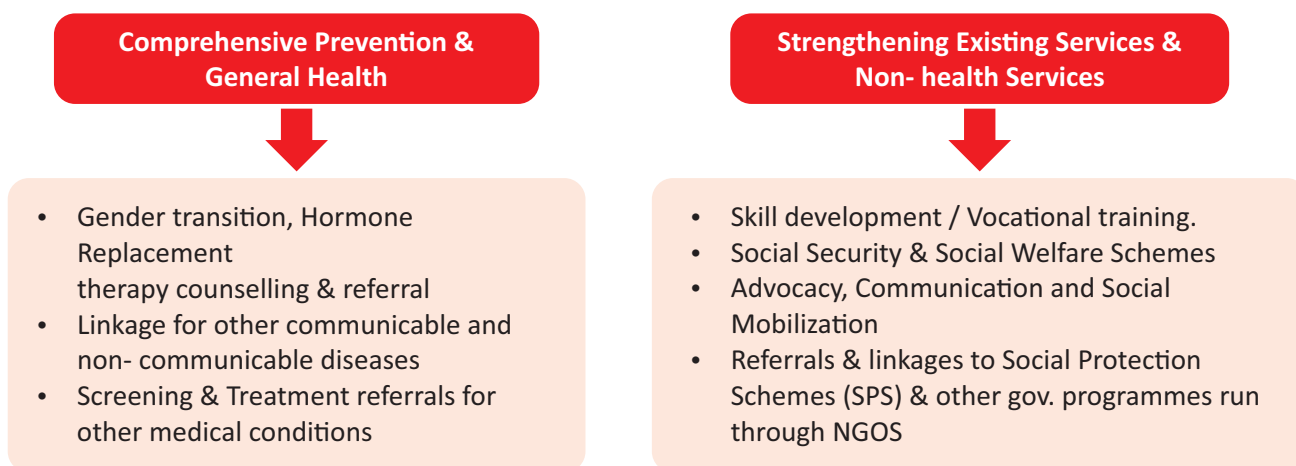 Comprehensive Prevention &
General Health
• Gender transition, Hormone
Replacement
therapy counselling & referral
• Linkage for other communicable and
non- communicable diseases
• Screening & Treatment referrals for
other medical conditions
Strengthening Existing Services &
Non- health Services
• Skill development / Vocational training.
• Social Security & Social Welfare Schemes
• Advocacy, Communication and Social
Mobilization
• Referrals & linkages to Social Protection
Schemes (SPS) & other gov. programmes run
through NGOS